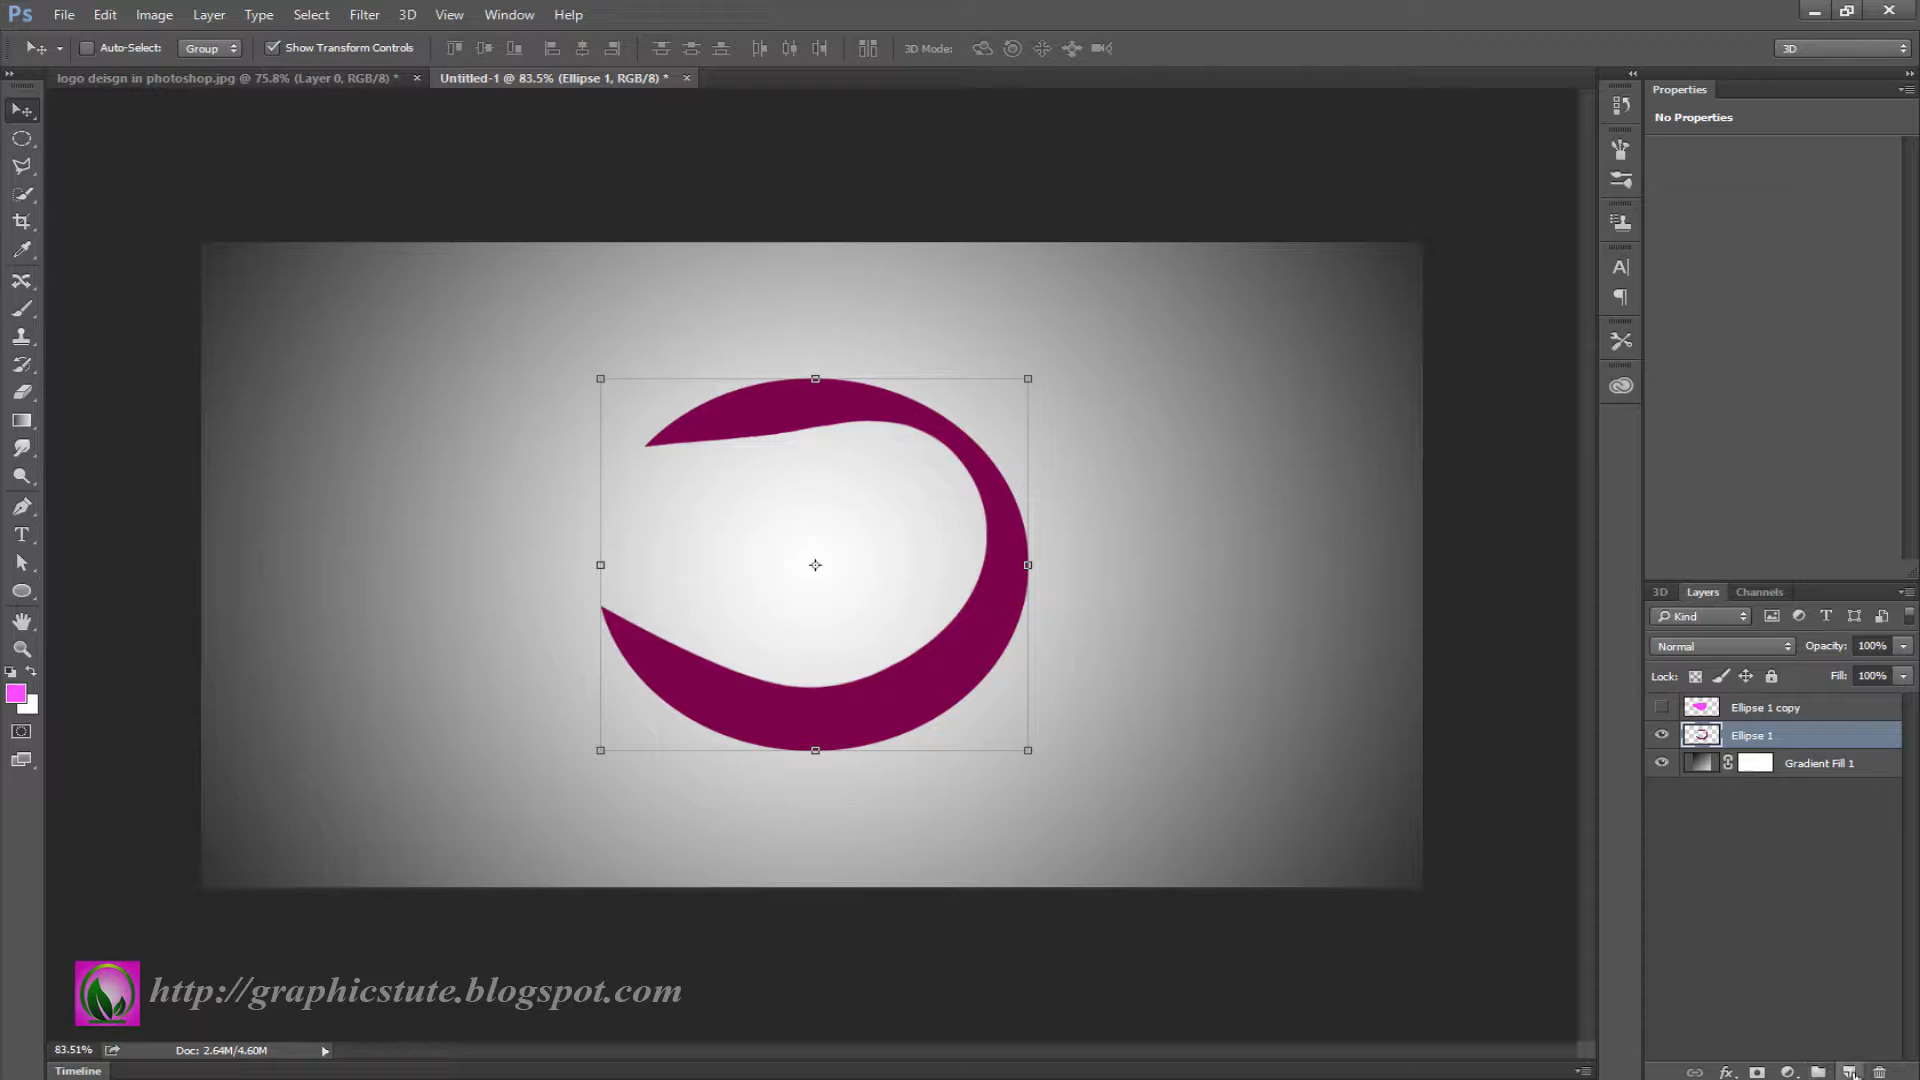 Ps File Edit Image Layer Type Select Filter 3D View Window Help
Auto-Select: Group Show Transform Controls 3D Mode: 3D
logo deisgn in photoshop.jpg @ 75.8% (Layer 0, RGB/8) * Untitled-1 @ 83.5% (Ellipse 1, RGB/8) *
Properties
No Properties
3D Layers Channels
Kind
Normal Opacity: 100%
Lock: Fill: 100%
Ellipse 1 copy
Ellipse 1
Gradient Fill 1
http://graphicstute.blogspot.com
83.51% Doc: 2.64M/4.60M
Timeline